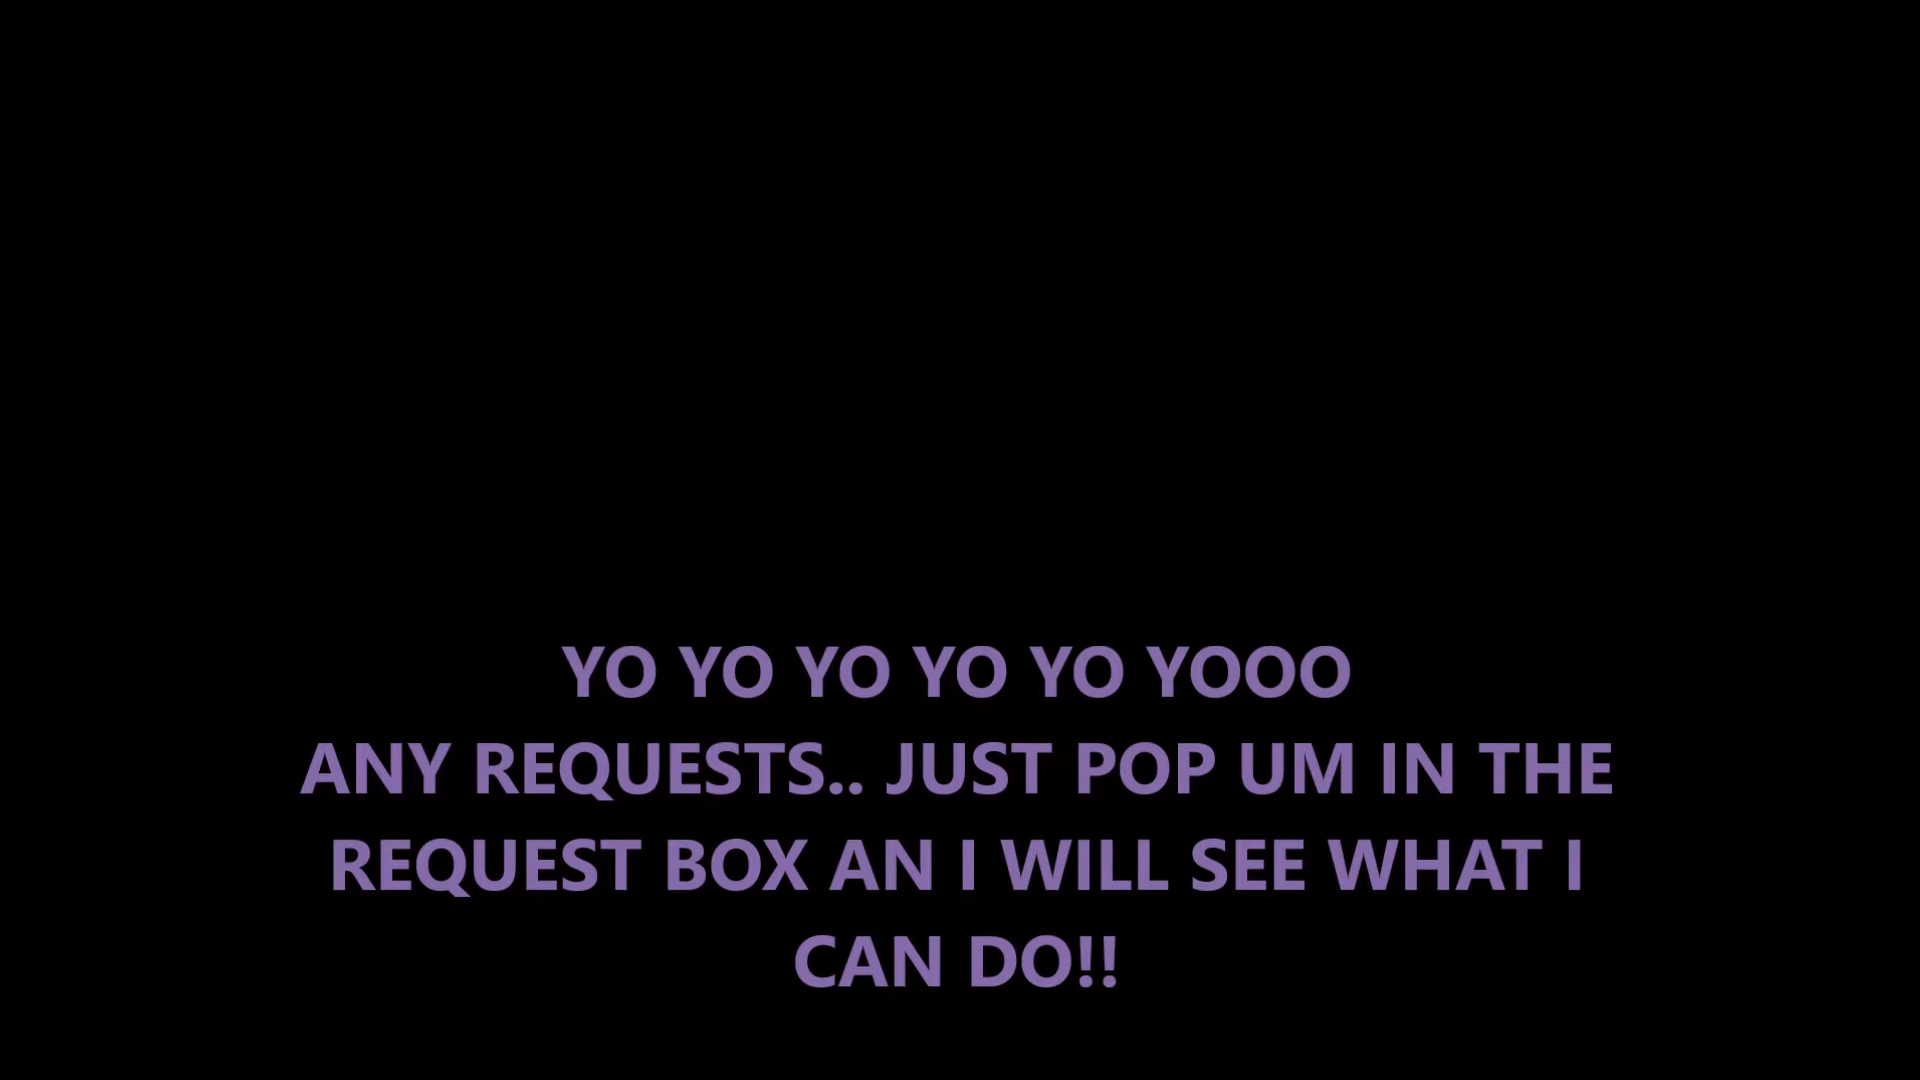 YO YO YO YO YO YOOO
ANY REQUESTS.. JUST POP UM IN THE
REQUEST BOX AN I WILL SEE WHAT I
CAN DO!!